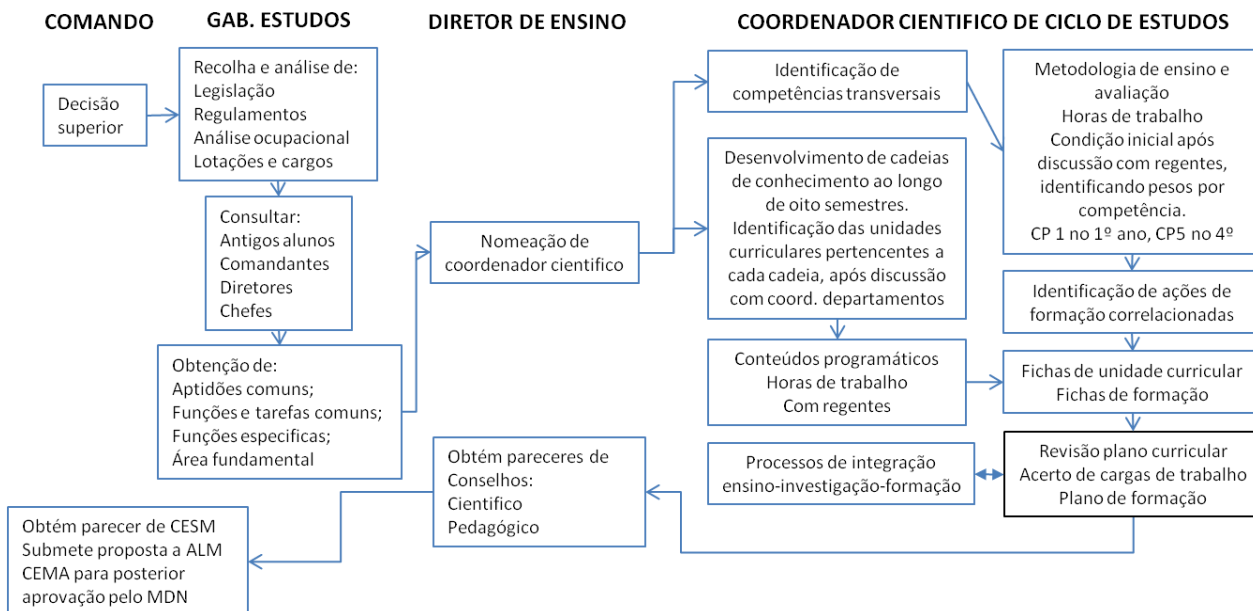 COMANDO
GAB. ESTUDOS
DIRETOR DE ENSINO
COORDENADOR CIENTIFICO DE CICLO DE ESTUDOS
Decisão
superior
Recolha e análise de:
Legislação
Regulamentos
Análise ocupacional
Lotações e cargos
Consultar:
Antigos alunos
Comandantes
Diretores
Chefes
Obtenção de:
Aptidões comuns;
Funções e tarefas comuns;
Funções especificas;
Área fundamental
Nomeação de
coordenador cientifico
Identificação de
competências transversais
Desenvolvimento de cadeias
de conhecimento ao longo
de oito semestres.
Identificação das unidades
curriculares pertencentes a
cada cadeia, após discussão
com coord. departamentos
Conteúdos programáticos
Horas de trabalho
Com regentes
Metodologia de ensino e
avaliação
Horas de trabalho
Condição inicial após
discussão com regentes,
identificando pesos por
competência.
CP 1 no 1º ano, CP5 no 4º
Identificação de ações de
formação correlacionadas
Fichas de unidade curricular
Fichas de formação
Revisão plano curricular
Acerto de cargas de trabalho
Plano de formação
Processos de integração
ensino-investigação-formação
Obtém pareceres de
Conselhos:
Científico
Pedagógico
Obtém parecer de CESM
Submete proposta a ALM
CEMA para posterior
aprovação pelo MDN